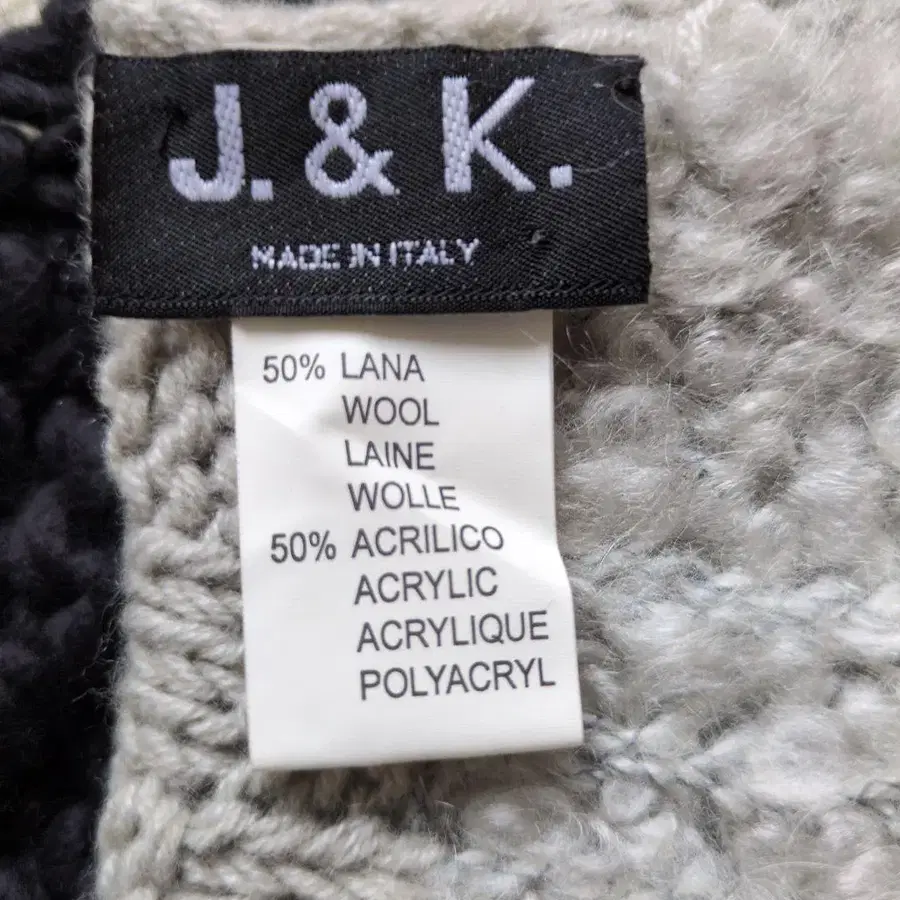 J. & K.
MADE IN ITALY
50% LANA
WOOL
LAINE
WOLLE
50% ACRILICO
ACRYLIC
ACRYLIQUE
POLYACRYL